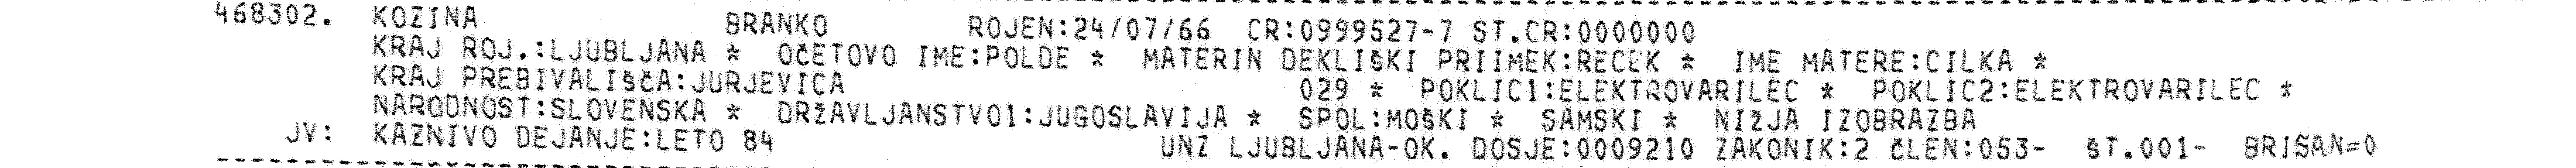 468302. KOZINA BRANKO ROJEN:24/07/66 CR:0999527-7 ST.CR:0000000
KRAJ ROJ.:LJUBLJANA * OČETOVO IME:POLDE * MATERIN DEKLIŠKI PRIIMEK:RECEK * IME MATERE:CILKA *
KRAJ PREBIVALIŠČA:JURJEVICA 029 * POKLIC1:ELEKTROVARILEC * POKLIC2:ELEKTROVARILEC *
NARODNOST:SLOVENSKA * DRŽAVLJANSTVO1:JUGOSLAVIJA * SPOL:MOŠKI * SAMSKI * NIŽJA IZOBRAZBA
JV: KAZNIVO DEJANJE:LETO 84 UNZ LJUBLJANA-OK. DOSJE:0009210 ZAKONIK:2 ČLEN:053- ŠT.001- BRISAN=0